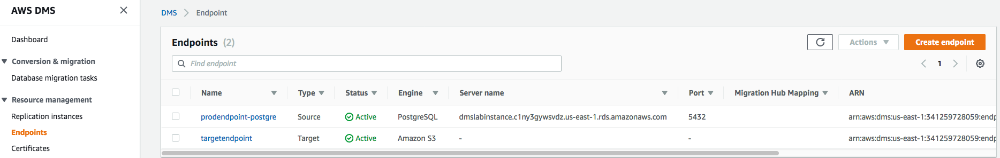 AWS DMS
Dashboard
Conversion & migration
Database migration tasks
Resource management
Replication instances
Endpoints
Certificates
DMS > Endpoint
Endpoints (2)
Actions
Create endpoint
Find endpoint
1
Name Type Status Engine Server name Port Migration Hub Mapping ARN
prodendpoint-postgre Source Active PostgreSQL dmslabinstance.c1ny3gywsvdz.us-east-1.rds.amazonaws.com 5432 arn:aws:dms:us-east-1:341259728059:endp
targetendpoint Target Active Amazon S3 - - arn:aws:dms:us-east-1:341259728059:endp